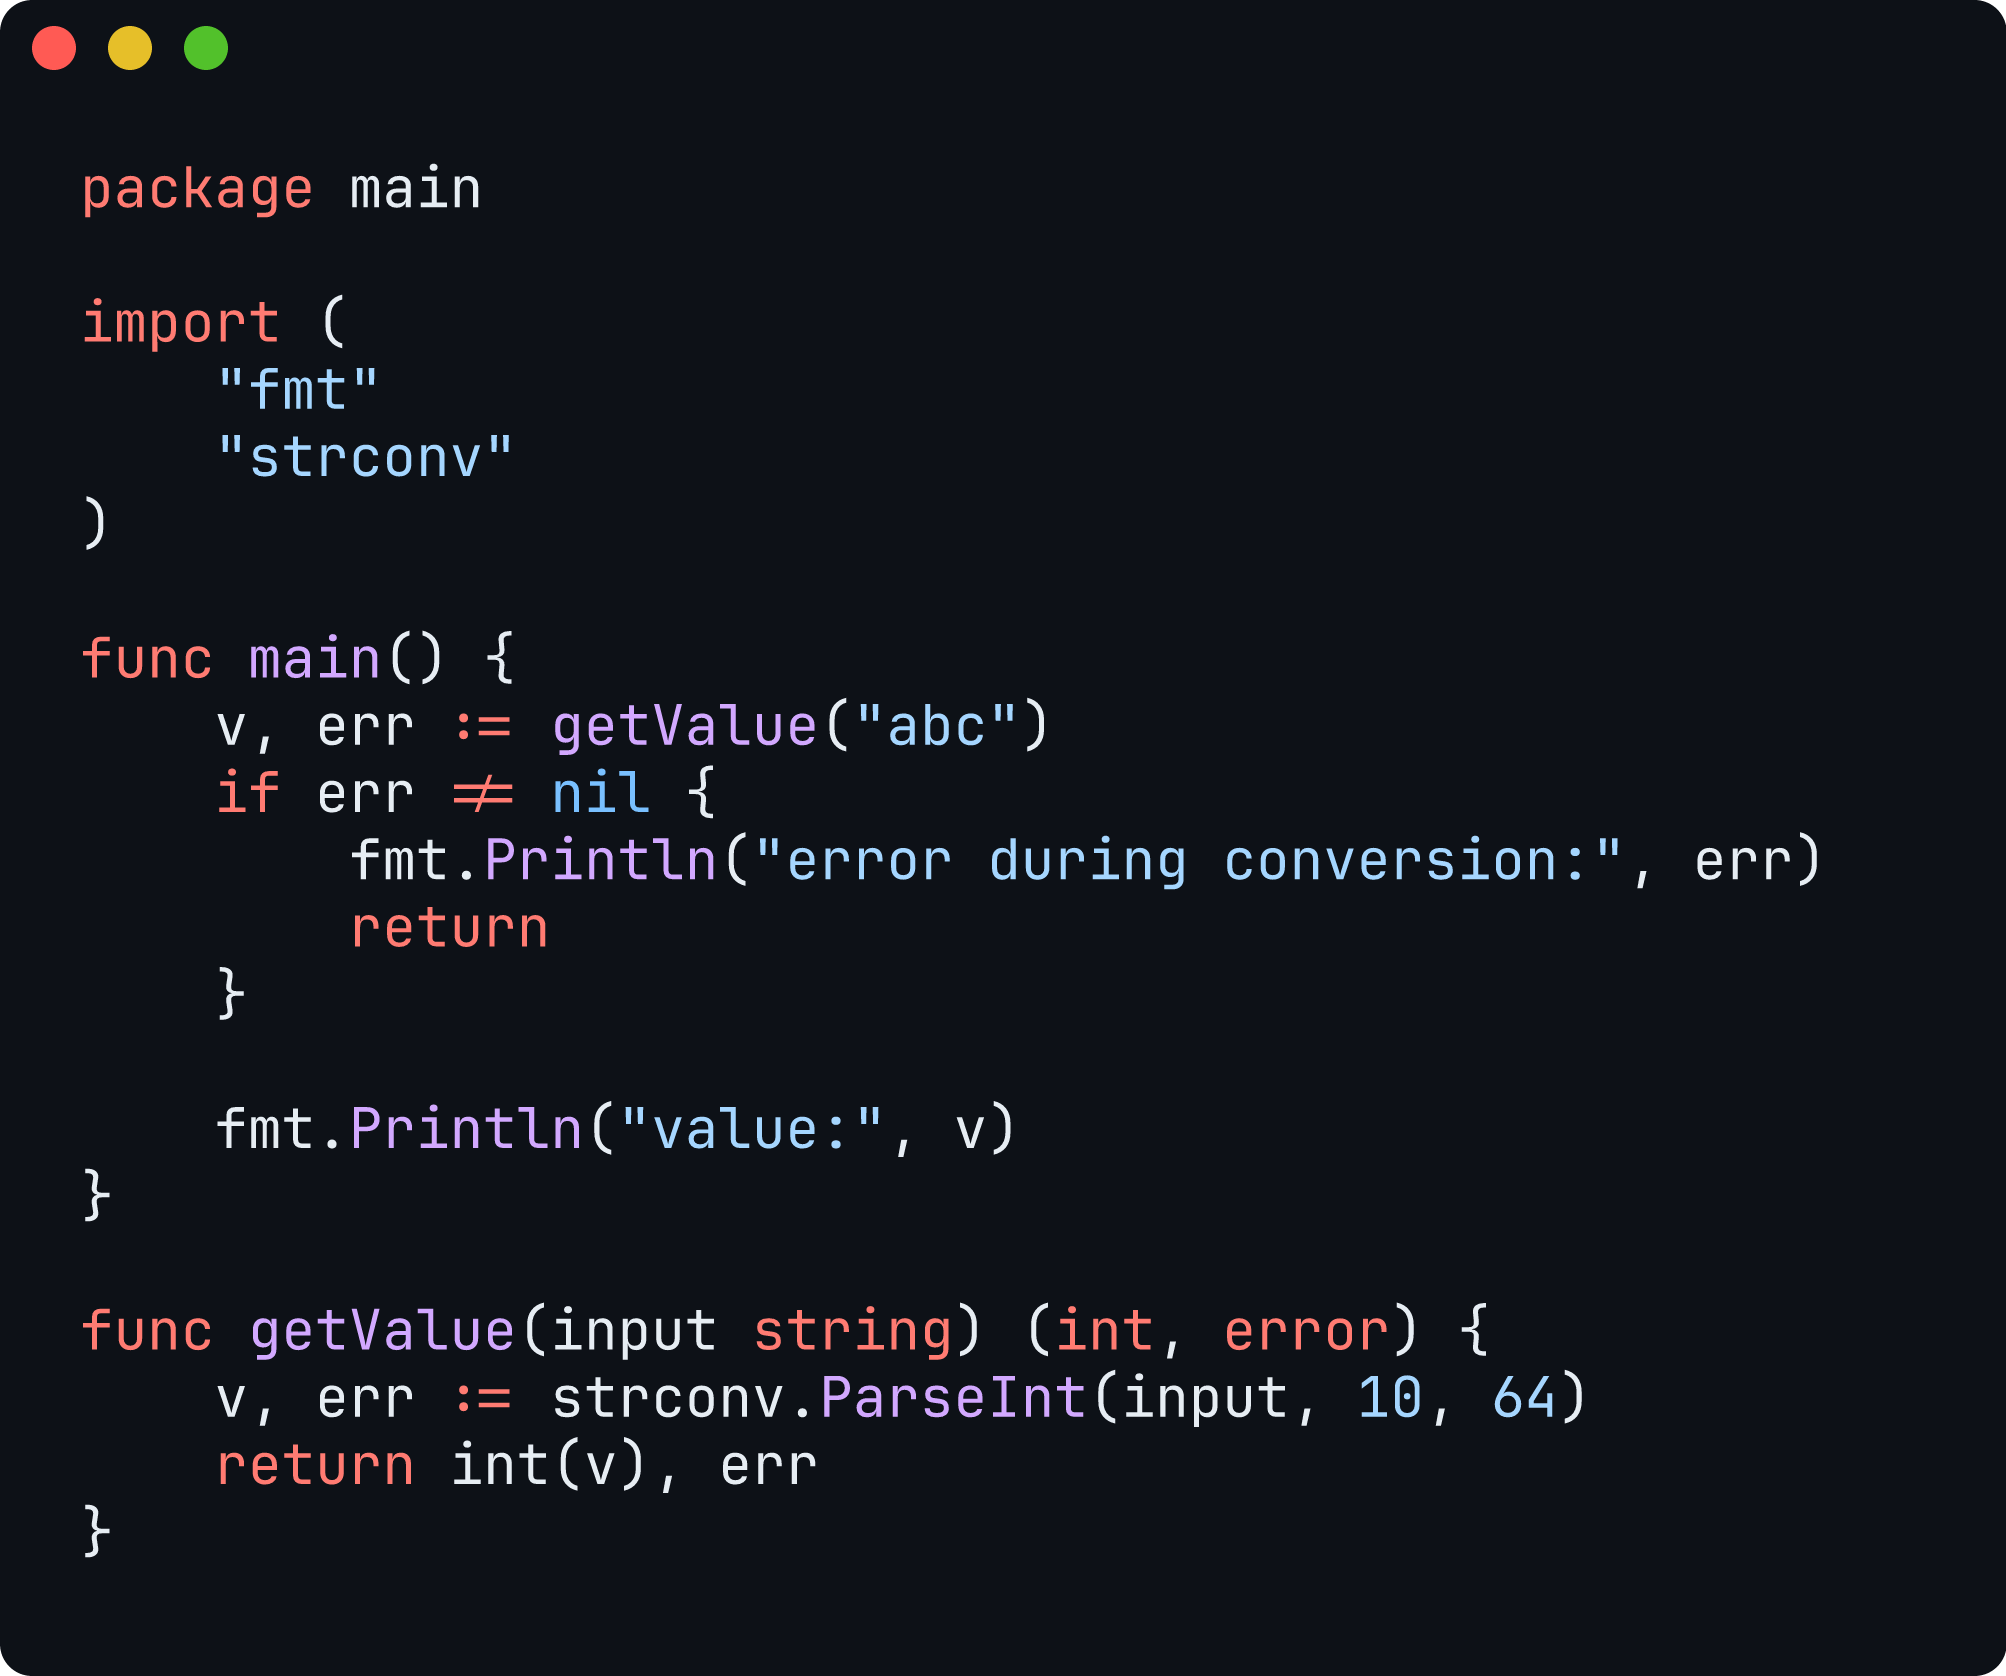 package main

import (
    "fmt"
    "strconv"
)

func main() {
    v, err := getValue("abc")
    if err != nil {
        fmt.Println("error during conversion:", err)
        return
    }

    fmt.Println("value:", v)
}

func getValue(input string) (int, error) {
    v, err := strconv.ParseInt(input, 10, 64)
    return int(v), err
}